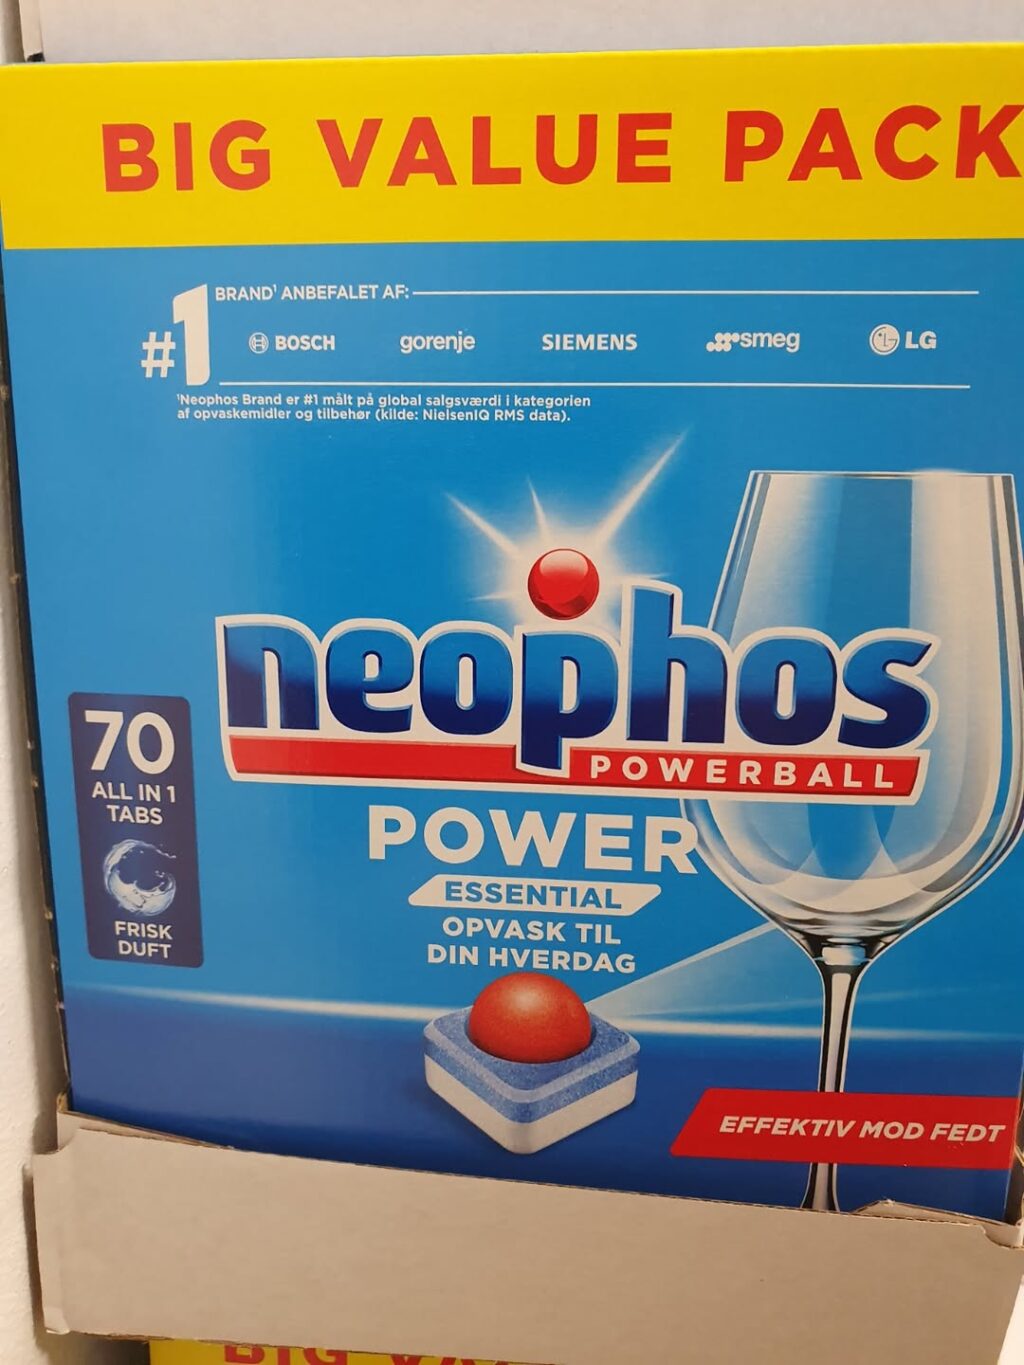 BIG VALUE PACK
#1
BRAND¹ ANBEFALET AF:
BOSCH gorenje SIEMENS smeg LG
¹Neophos Brand er #1 målt på global salgsværdi i kategorien
af opvaskemidler og tilbehør (kilde: NielsenIQ RMS data).
neophos
POWERBALL
70
ALL IN 1
TABS
FRISK
DUFT
POWER
ESSENTIAL
OPVASK TIL
DIN HVERDAG
EFFEKTIV MOD FEDT
BIG